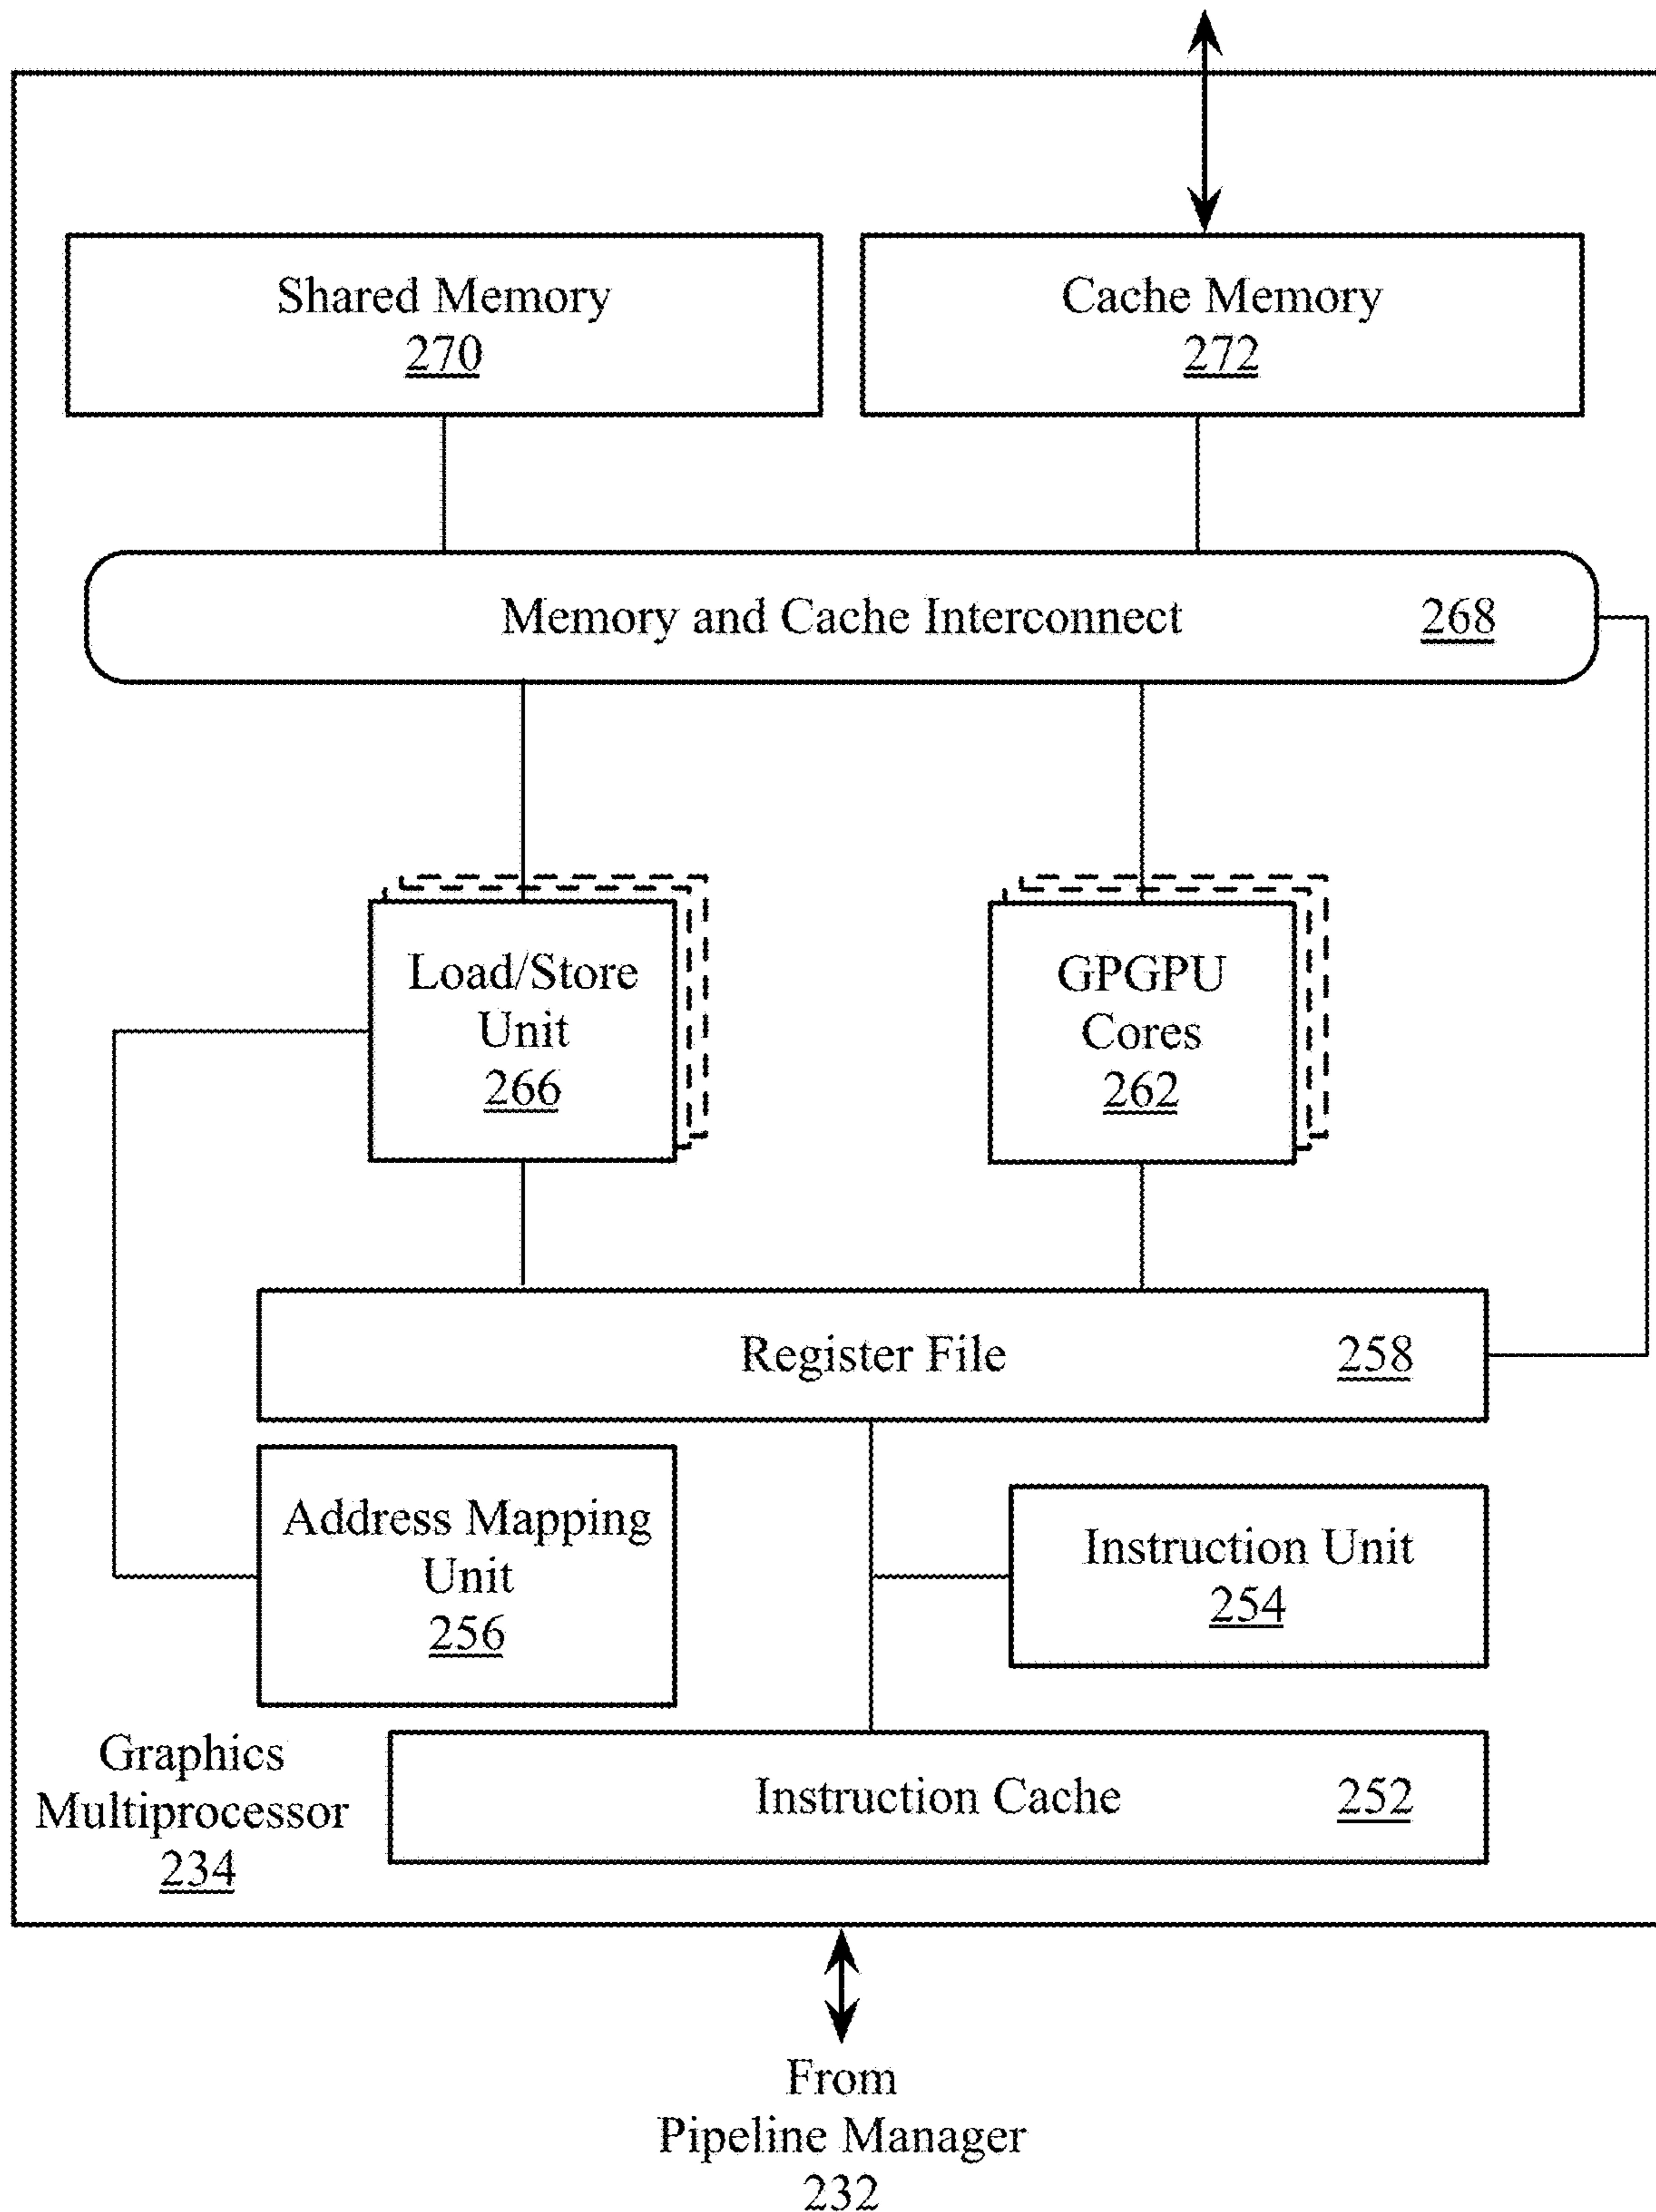 Shared Memory
270
Cache Memory
272
Memory and Cache Interconnect 268
Load/Store
Unit
266
GPGPU
Cores
262
Register File 258
Address Mapping
Unit
256
Instruction Unit
254
Graphics
Multiprocessor
234
Instruction Cache 252
From
Pipeline Manager
232